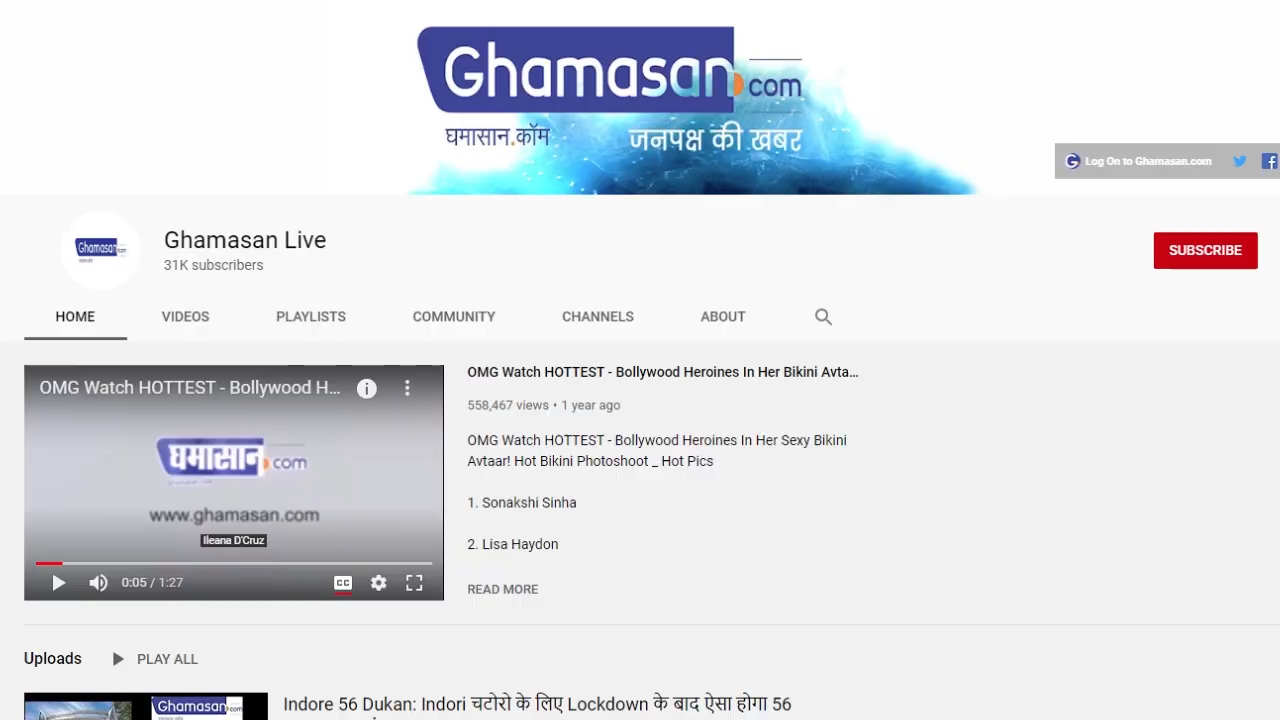 Ghamasan.com
घमासान.कॉम
जनपक्ष की खबर
Log On to Ghamasan.com
Ghamasan
Ghamasan Live
31K subscribers
SUBSCRIBE
HOME VIDEOS PLAYLISTS COMMUNITY CHANNELS ABOUT
OMG Watch HOTTEST - Bollywood H...
घमासान.com
www.ghamasan.com
Ileana D'Cruz
0:05 / 1:27
CC
OMG Watch HOTTEST - Bollywood Heroines In Her Bikini Avta...
558,467 views • 1 year ago
OMG Watch HOTTEST - Bollywood Heroines In Her Sexy Bikini
Avtaar! Hot Bikini Photoshoot _ Hot Pics
1. Sonakshi Sinha
2. Lisa Haydon
READ MORE
Uploads PLAY ALL
Ghamasan
Indore 56 Dukan: Indori चटोरो के लिए Lockdown के बाद ऐसा होगा 56